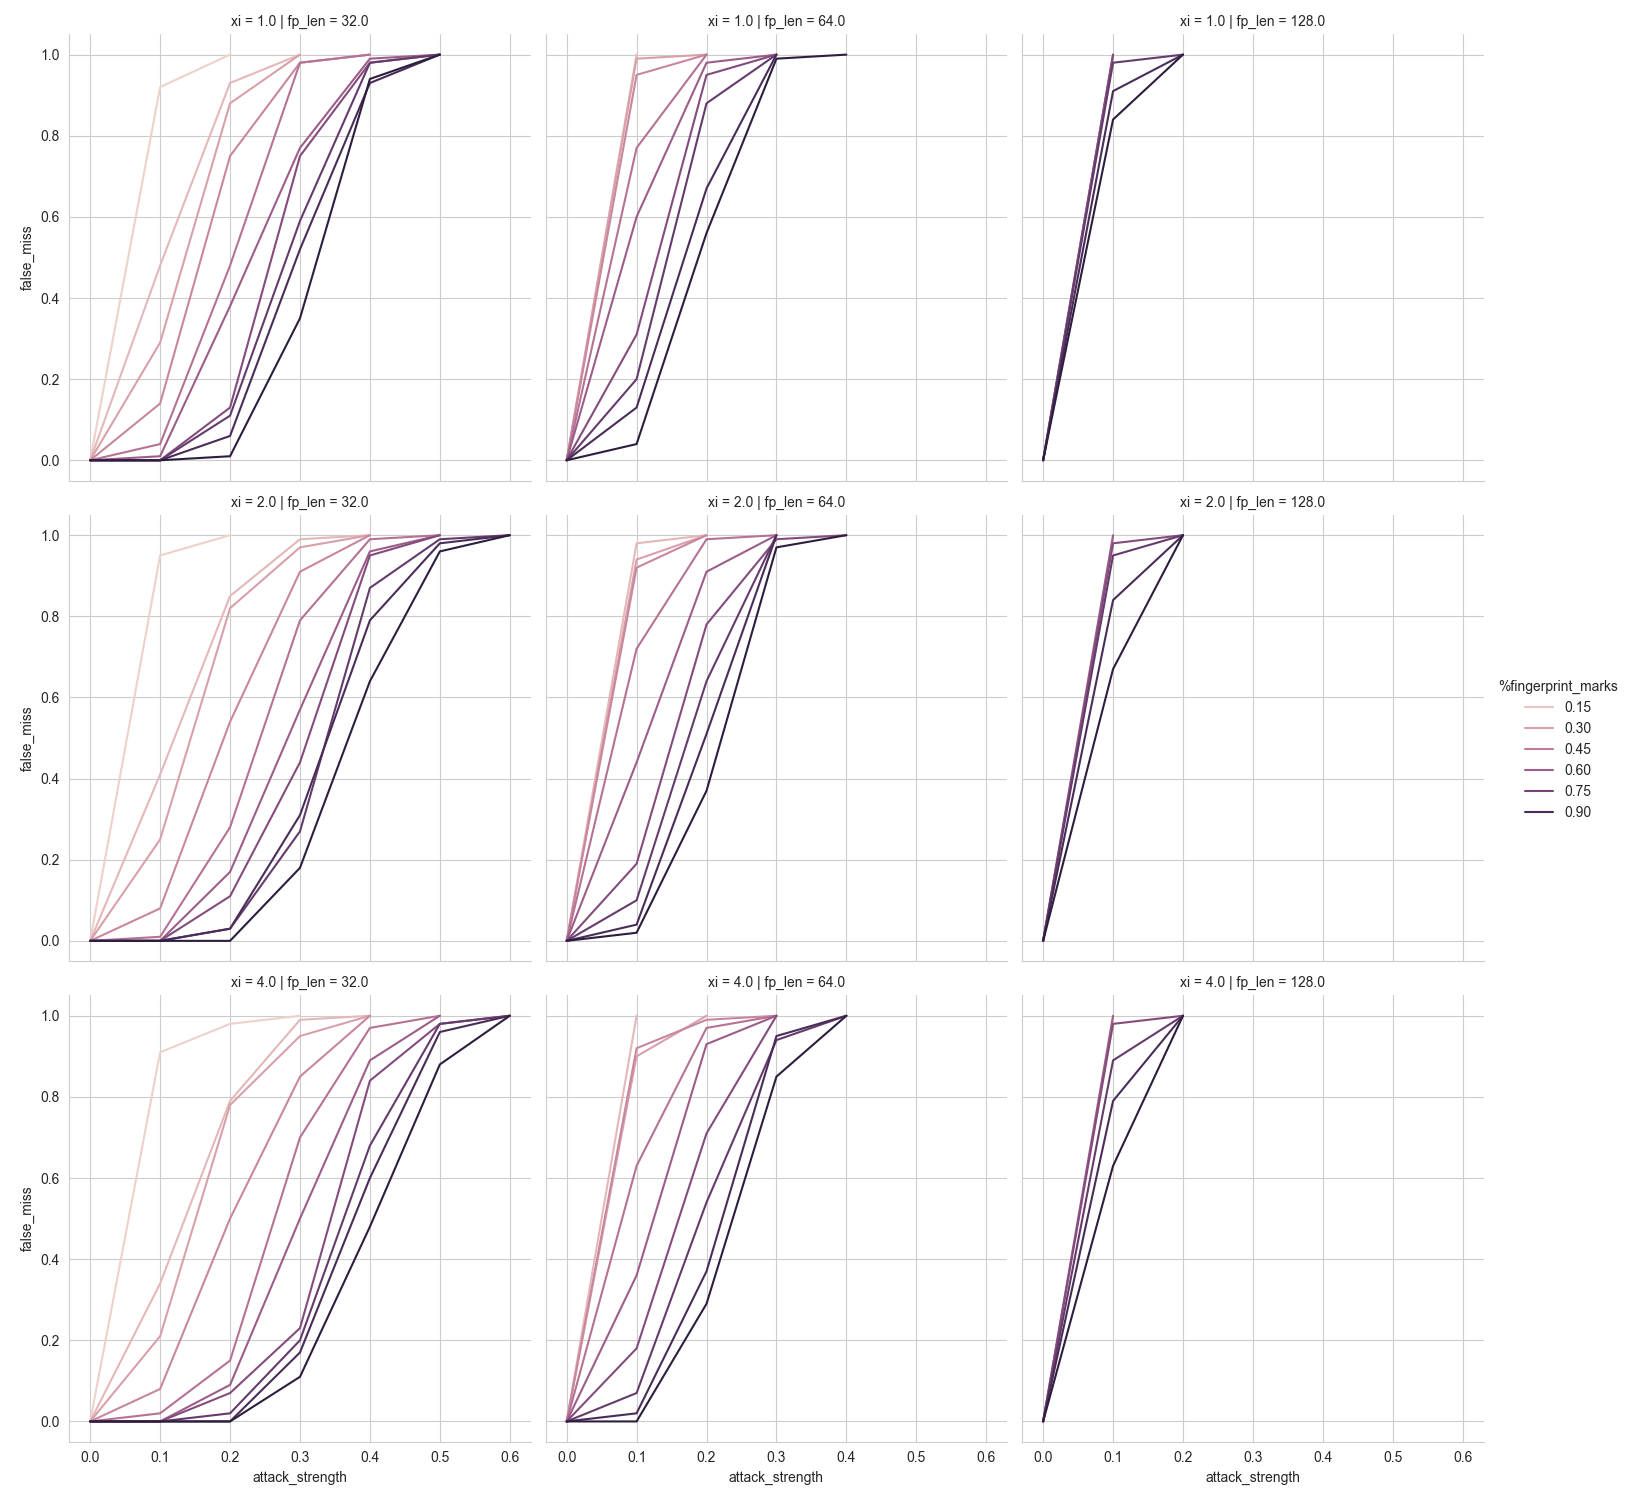 xi = 1.0 | fp_len = 32.0
xi = 1.0 | fp_len = 64.0
xi = 1.0 | fp_len = 128.0
1.0
0.8
0.6
0.4
0.2
0.0
false_miss
xi = 2.0 | fp_len = 32.0
xi = 2.0 | fp_len = 64.0
xi = 2.0 | fp_len = 128.0
1.0
0.8
0.6
0.4
0.2
0.0
false_miss
%fingerprint_marks
0.15
0.30
0.45
0.60
0.75
0.90
xi = 4.0 | fp_len = 32.0
xi = 4.0 | fp_len = 64.0
xi = 4.0 | fp_len = 128.0
1.0
0.8
0.6
0.4
0.2
0.0
false_miss
0.0 0.1 0.2 0.3 0.4 0.5 0.6
attack_strength
0.0 0.1 0.2 0.3 0.4 0.5 0.6
attack_strength
0.0 0.1 0.2 0.3 0.4 0.5 0.6
attack_strength